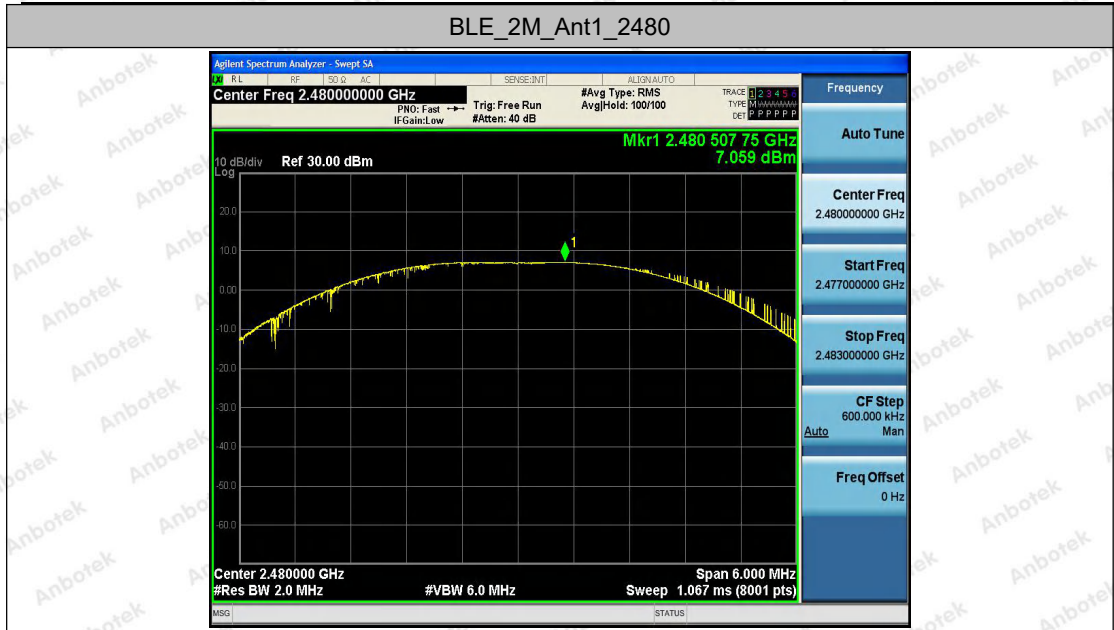 BLE_2M_Ant1_2480
Agilent Spectrum Analyzer - Swept SA
RL RF 50 Ω AC SENSE:INT ALIGNAUTO
Center Freq 2.480000000 GHz
PNO: Fast
IFGain:Low
Trig: Free Run
#Atten: 40 dB
#Avg Type: RMS
Avg|Hold: 100/100
TRACE 1 2 3 4 5 6
TYPE M WWWWW
DET P P P P P P
Mkr1 2.480 507 75 GHz
7.059 dBm
10 dB/div Ref 30.00 dBm
Log
20.0
10.0
0.00
-10.0
-20.0
-30.0
-40.0
-50.0
-60.0
1
Center 2.480000 GHz Span 6.000 MHz
#Res BW 2.0 MHz #VBW 6.0 MHz Sweep 1.067 ms (8001 pts)
MSG STATUS
Frequency
Auto Tune
Center Freq
2.480000000 GHz
Start Freq
2.477000000 GHz
Stop Freq
2.483000000 GHz
CF Step
600.000 kHz
Auto Man
Freq Offset
0 Hz
Anbotek